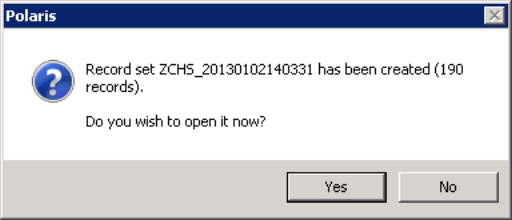 Polaris
Record set ZCHS_20130102140331 has been created (190
records).
Do you wish to open it now?
Yes
No